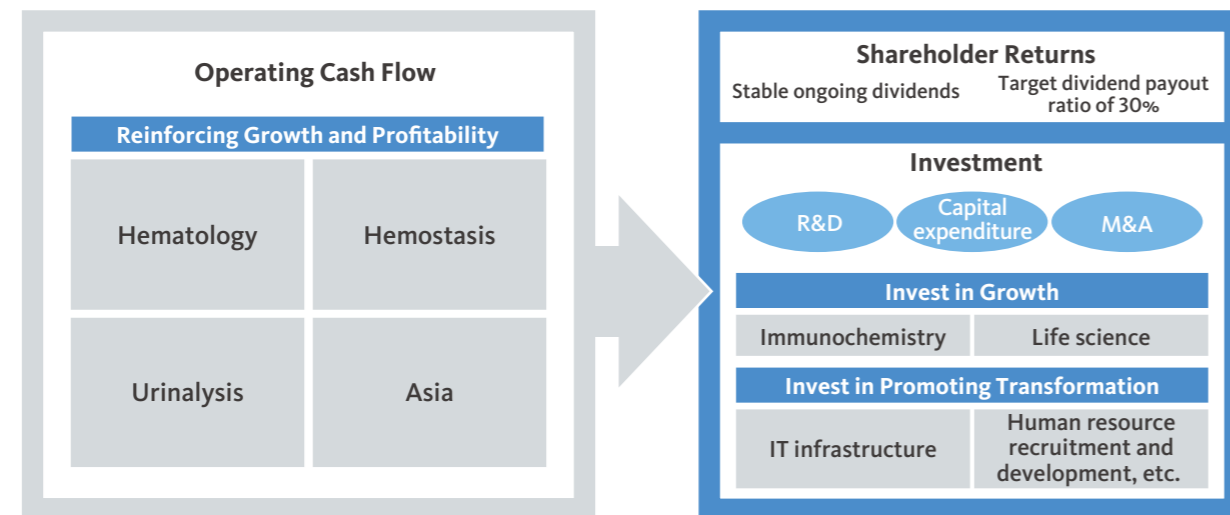 Operating Cash Flow
Reinforcing Growth and Profitability
Hematology
Hemostasis
Urinalysis
Asia
Shareholder Returns
Stable ongoing dividends
Target dividend payout
ratio of 30%
Investment
R&D
Capital
expenditure
M&A
Invest in Growth
Immunochemistry
Life science
Invest in Promoting Transformation
IT infrastructure
Human resource
recruitment and
development, etc.